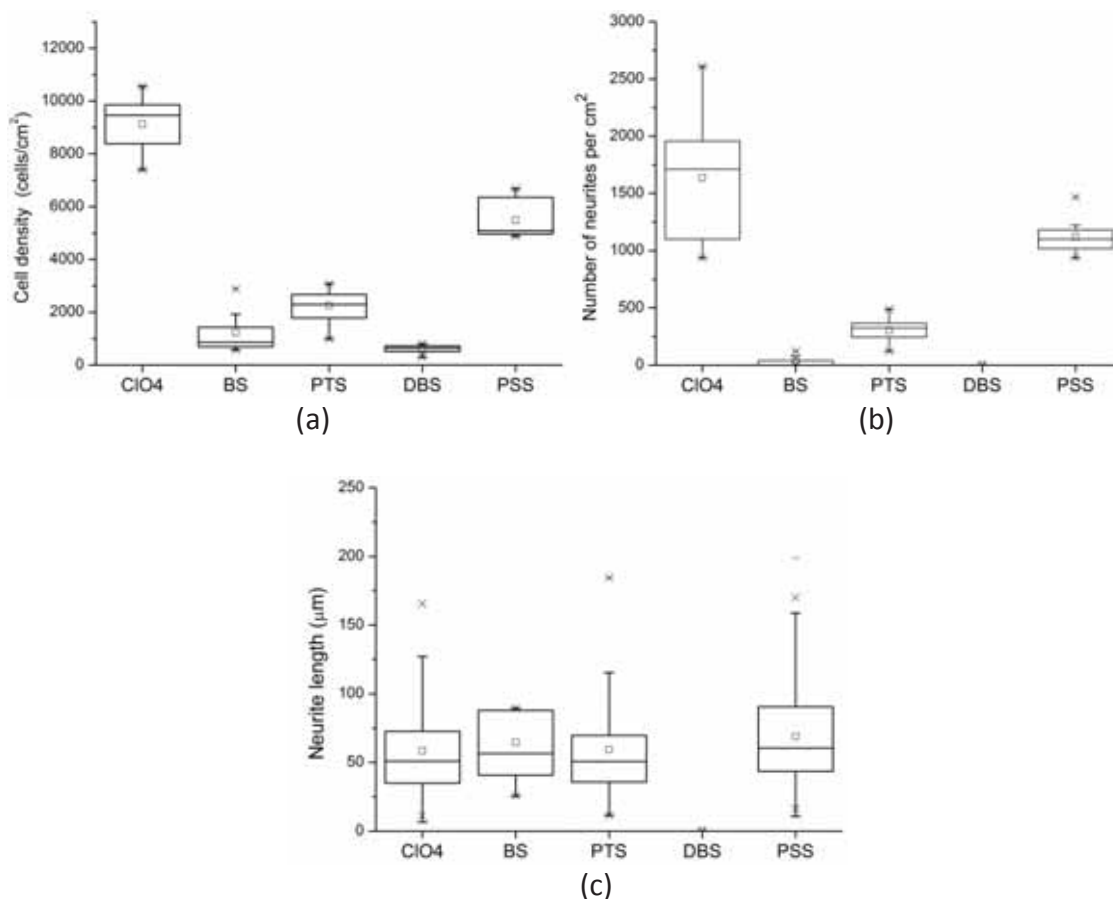 12000
10000
8000
6000
4000
2000
0
Cell density (cells/cm²)
ClO4 BS PTS DBS PSS
(a)
3000
2500
2000
1500
1000
500
0
Number of neurites per cm²
ClO4 BS PTS DBS PSS
(b)
250
200
150
100
50
0
Neurite length (μm)
ClO4 BS PTS DBS PSS
(c)